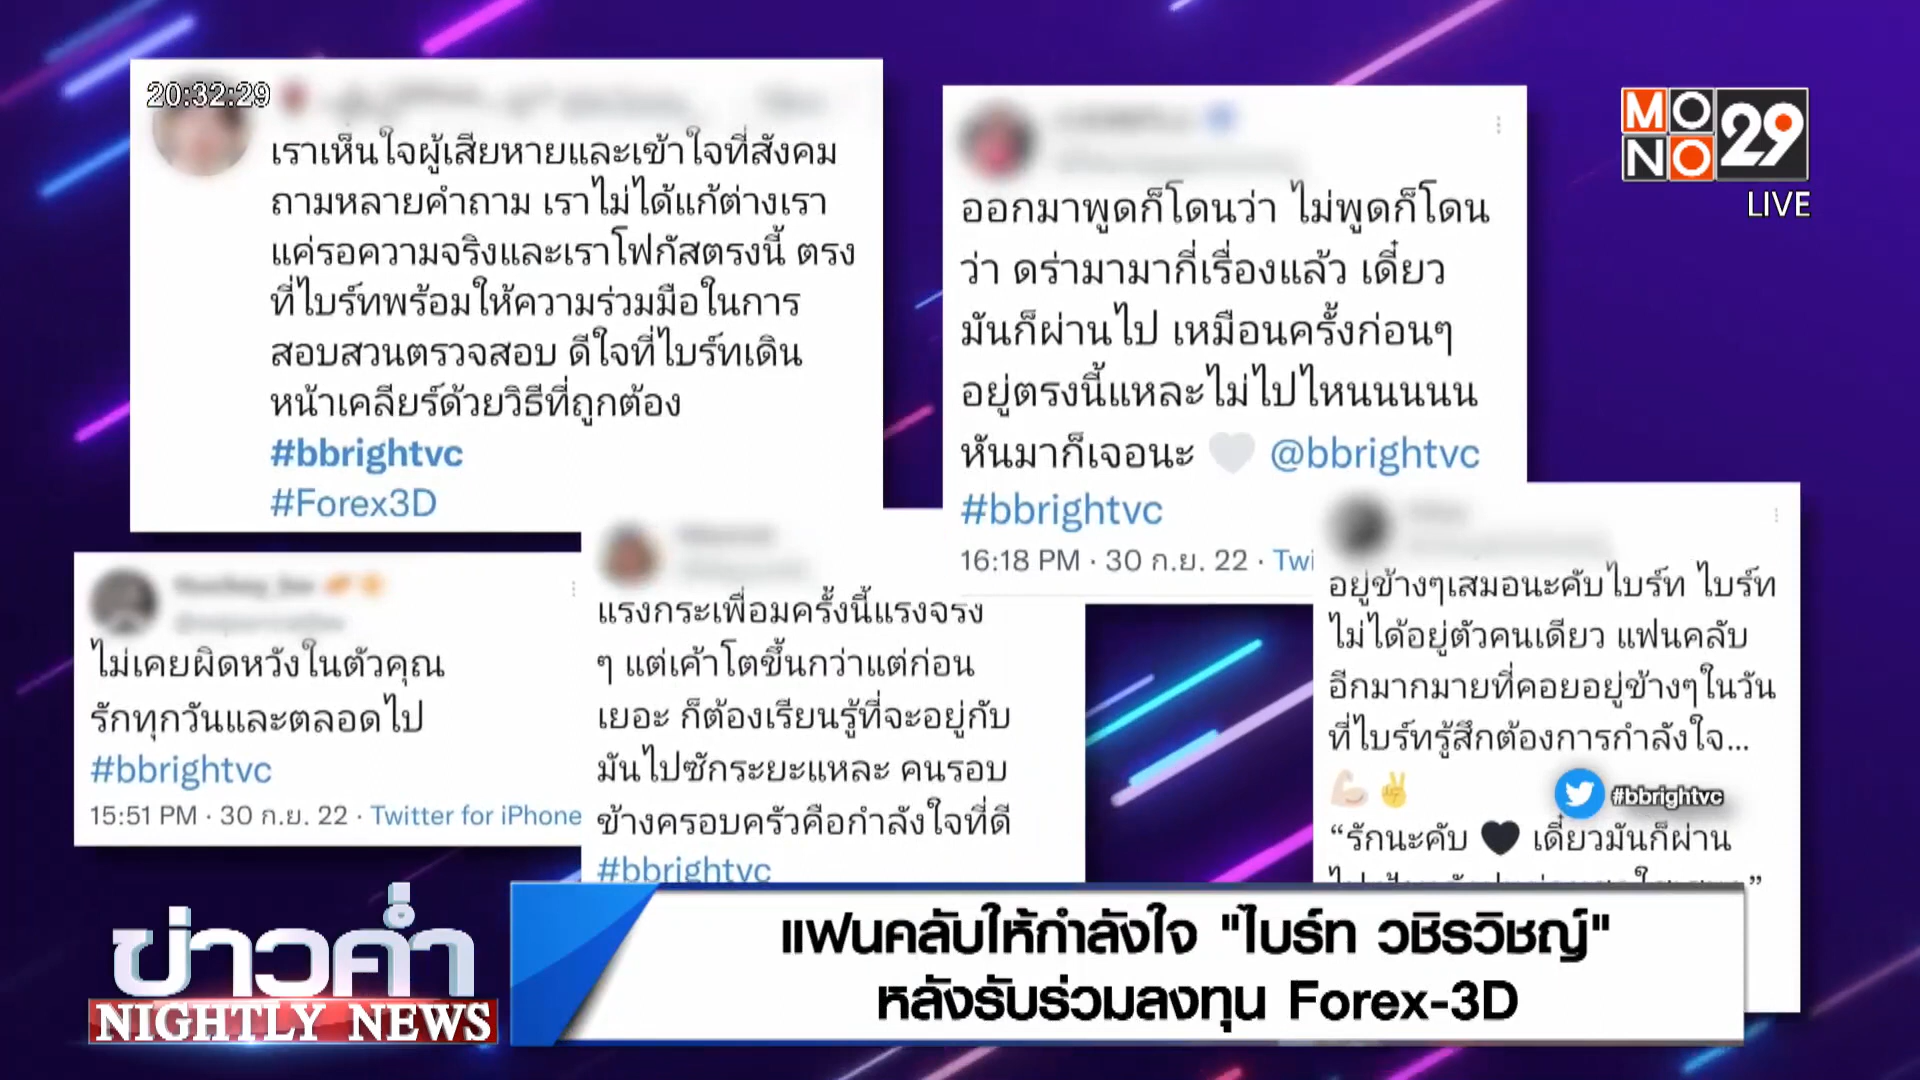 20:32:29
เราเห็นใจผู้เสียหายและเข้าใจที่สังคม
ถามหลายคำถาม เราไม่ได้แก้ต่างเรา
แค่รอความจริงและเราโฟกัสตรงนี้ ตรง
ที่ไบร์ทพร้อมให้ความร่วมมือในการ
สอบสวนตรวจสอบ ดีใจที่ไบร์ทเดิน
หน้าเคลียร์ด้วยวิธีที่ถูกต้อง
#bbrightvc
#Forex3D
ออกมาพูดก็โดนว่า ไม่พูดก็โดน
ว่า ดร่ามามากี่เรื่องแล้ว เดี๋ยว
มันก็ผ่านไป เหมือนครั้งก่อนๆ
อยู่ตรงนี้แหละไม่ไปไหนนนนน
หันมาก็เจอนะ 🤍 @bbrightvc
#bbrightvc
16:18 PM · 30 ก.ย. 22 · Twi
MONO 29
LIVE
ไม่เคยผิดหวังในตัวคุณ
รักทุกวันและตลอดไป
#bbrightvc
15:51 PM · 30 ก.ย. 22 · Twitter for iPhone
แรงกระเพื่อมครั้งนี้แรงจรง
ๆ แต่เค้าโตขึ้นกว่าแต่ก่อน
เยอะ ก็ต้องเรียนรู้ที่จะอยู่กับ
มันไปซักระยะแหละ คนรอบ
ข้างครอบครัวคือกำลังใจที่ดี
#bbrightvc
อยู่ข้างๆเสมอนะคับไบร์ท ไบร์ท
ไม่ได้อยู่ตัวคนเดียว แฟนคลับ
อีกมากมายที่คอยอยู่ข้างๆในวัน
ที่ไบร์ทรู้สึกต้องการกำลังใจ...
💪🏻✌🏻
#bbrightvc
“รักนะคับ 🖤 เดี๋ยวมันก็ผ่าน
ข่าวค่ำ
NIGHTLY NEWS
แฟนคลับให้กำลังใจ "ไบร์ท วชิรวิชญ์"
หลังรับร่วมลงทุน Forex-3D